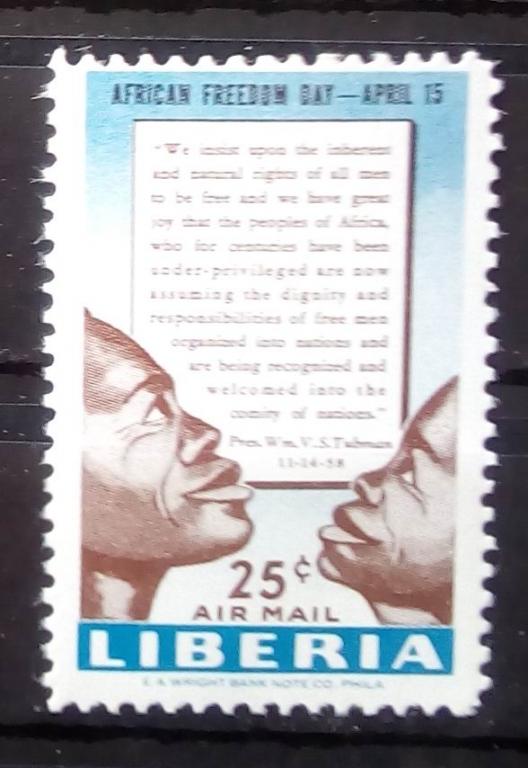 AFRICAN FREEDOM DAY—APRIL 15
"We insist upon the inherent
and natural rights of all men
to be free and we have great
joy that the peoples of Africa,
who for centuries have been
under-privileged are now
assuming the dignity and
responsibilities of free men
organized into nations and
are being recognized and
welcomed into the
comity of nations."
Pres. Wm. V. S. Tubman
11-14-58
25¢
AIR MAIL
LIBERIA
E. A. WRIGHT BANK NOTE CO. PHILA.